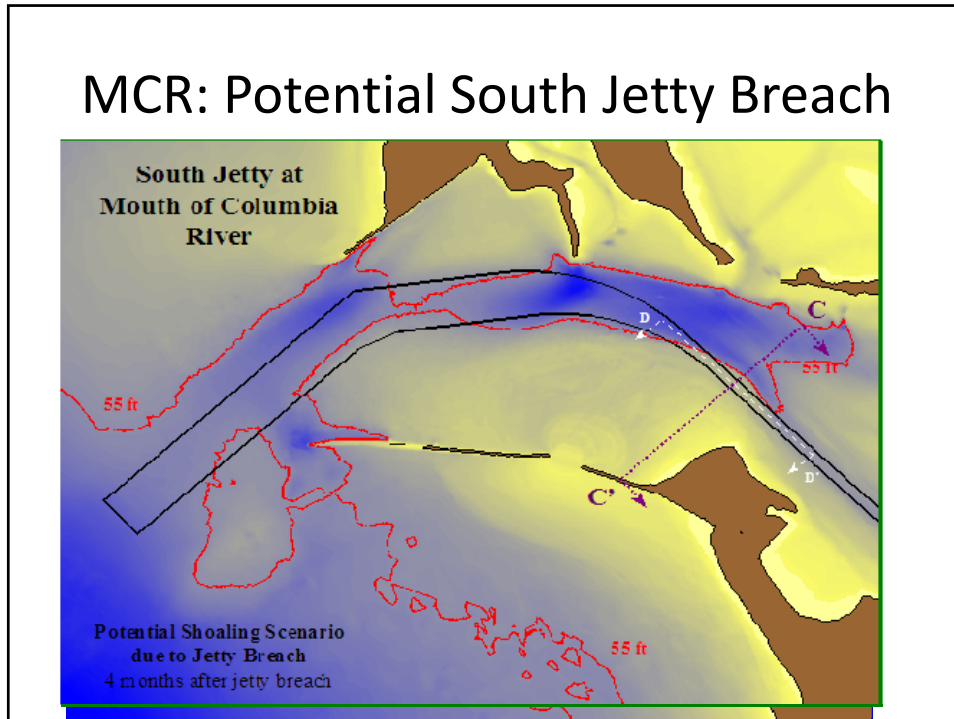 MCR: Potential South Jetty Breach
South Jetty at
Mouth of Columbia
River
C
D
55 ft
55 ft
D'
C'
Potential Shoaling Scenario
due to Jetty Breach
4 months after jetty breach
55 ft